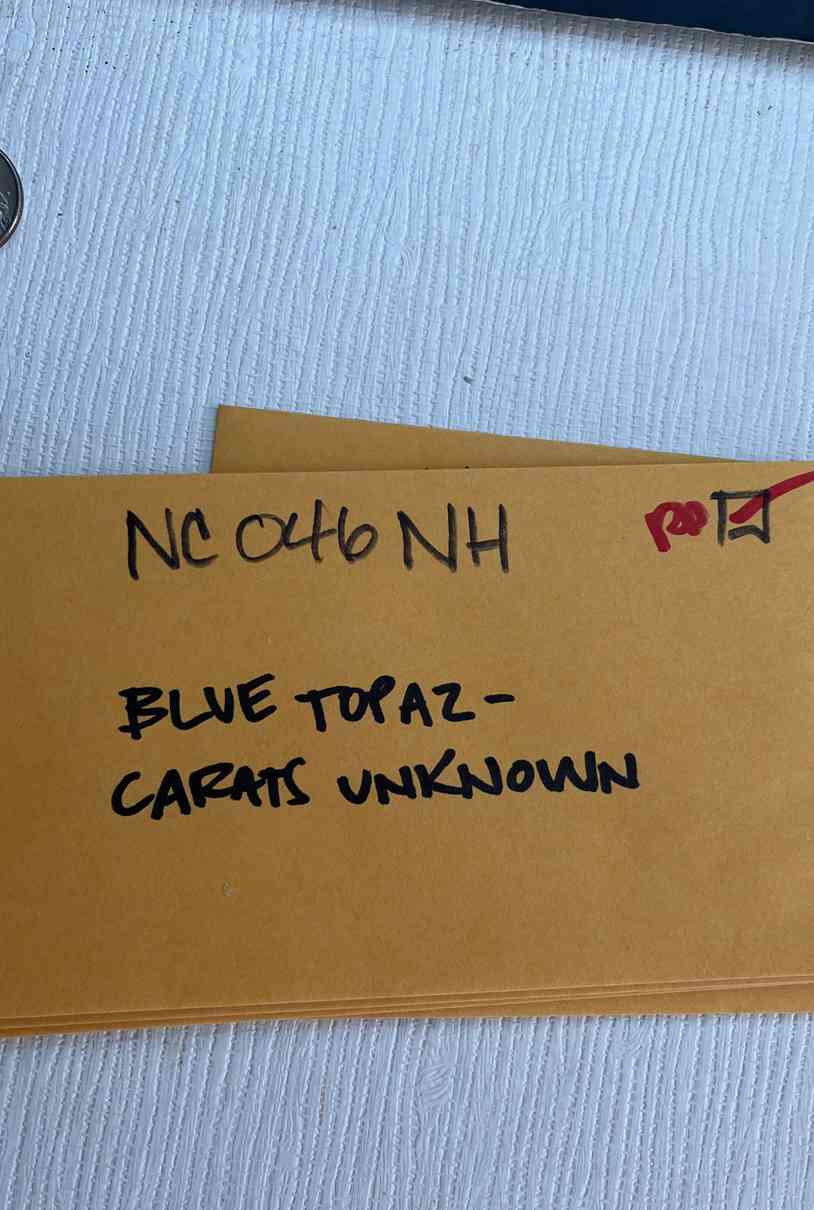 NC 046 NH
BLUE TOPAZ-
CARATS UNKNOWN